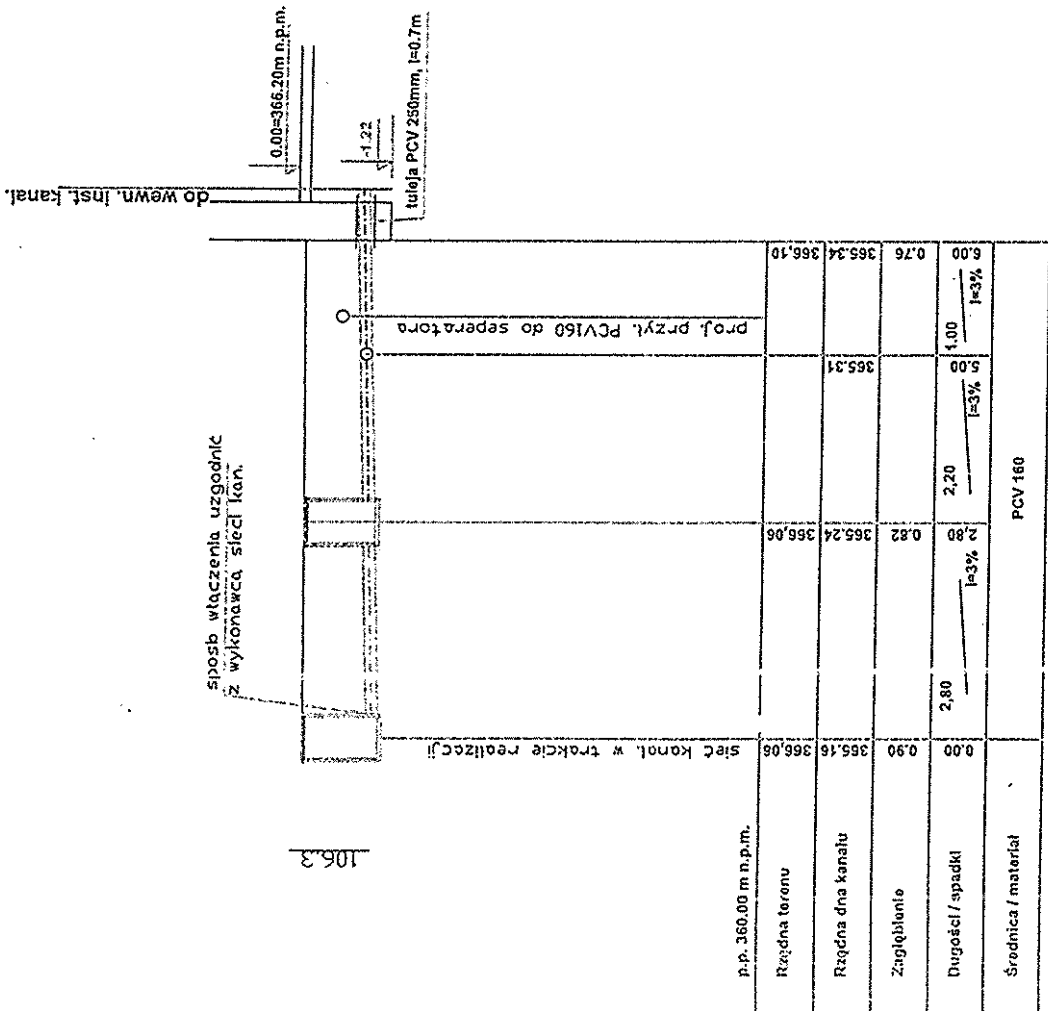 0.00=366.20m n.p.m.
do wewn. inst. kanal.
-1.22
tuleja PCV 250mm, l=0.7m
sposb włączenia uzgodnić
z wykonawcą sieci kan.
proj. przył. PCV160 do seperatora
sieć kanal. w trakcie realizacji
106.3
p.p. 360.00 m n.p.m.
Rzędna terenu 366,06 366,06 366,10
Rzędna dna kanału 365.16 365.24 365.31 365.34
Zagłębienie 0.90 0.82 0.76
Dugości / spadki 0.00 2,80 I=3% 2,80 2,20 I=3% 5.00 1.00 I=3% 6.00
Średnica / materiał PCV 160